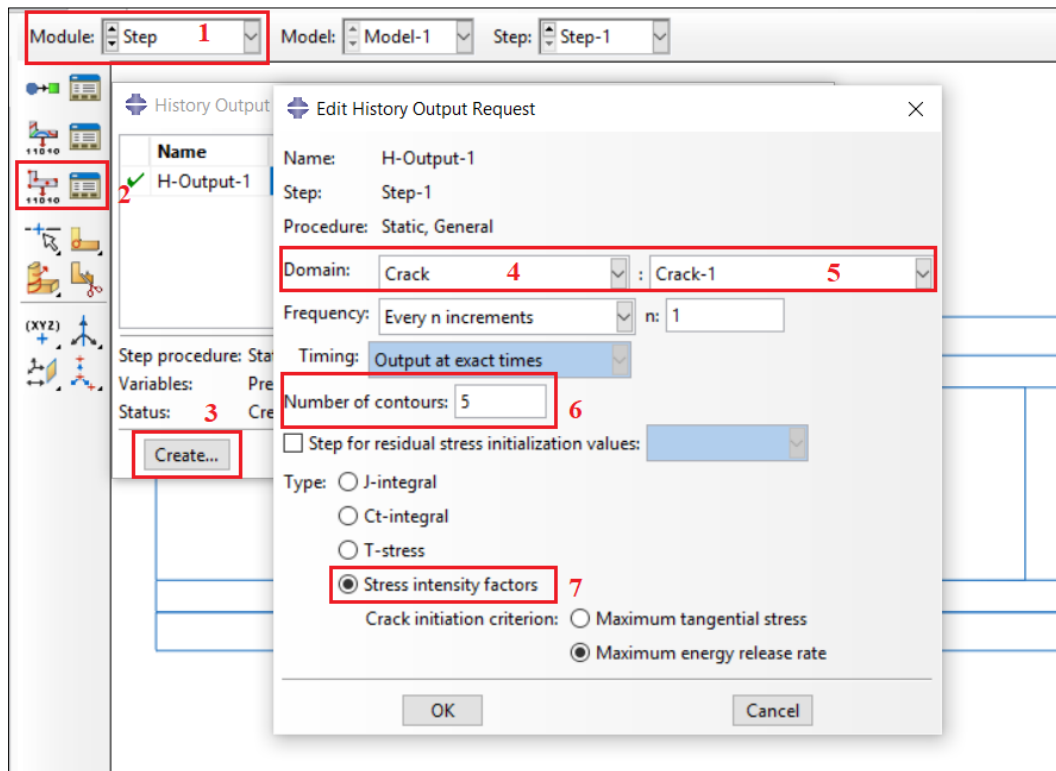 Module: Step 1 Model: Model-1 Step: Step-1
History Output
Name
2 H-Output-1
Step procedure: Sta
Variables: Pre
Status: 3 Cre
Create...
Edit History Output Request
Name: H-Output-1
Step: Step-1
Procedure: Static, General
Domain: Crack 4 : Crack-1 5
Frequency: Every n increments n: 1
Timing: Output at exact times
Number of contours: 5 6
Step for residual stress initialization values:
Type: J-integral
Ct-integral
T-stress
Stress intensity factors 7
Crack initiation criterion: Maximum tangential stress
Maximum energy release rate
OK Cancel
11010
11010
(XYZ)